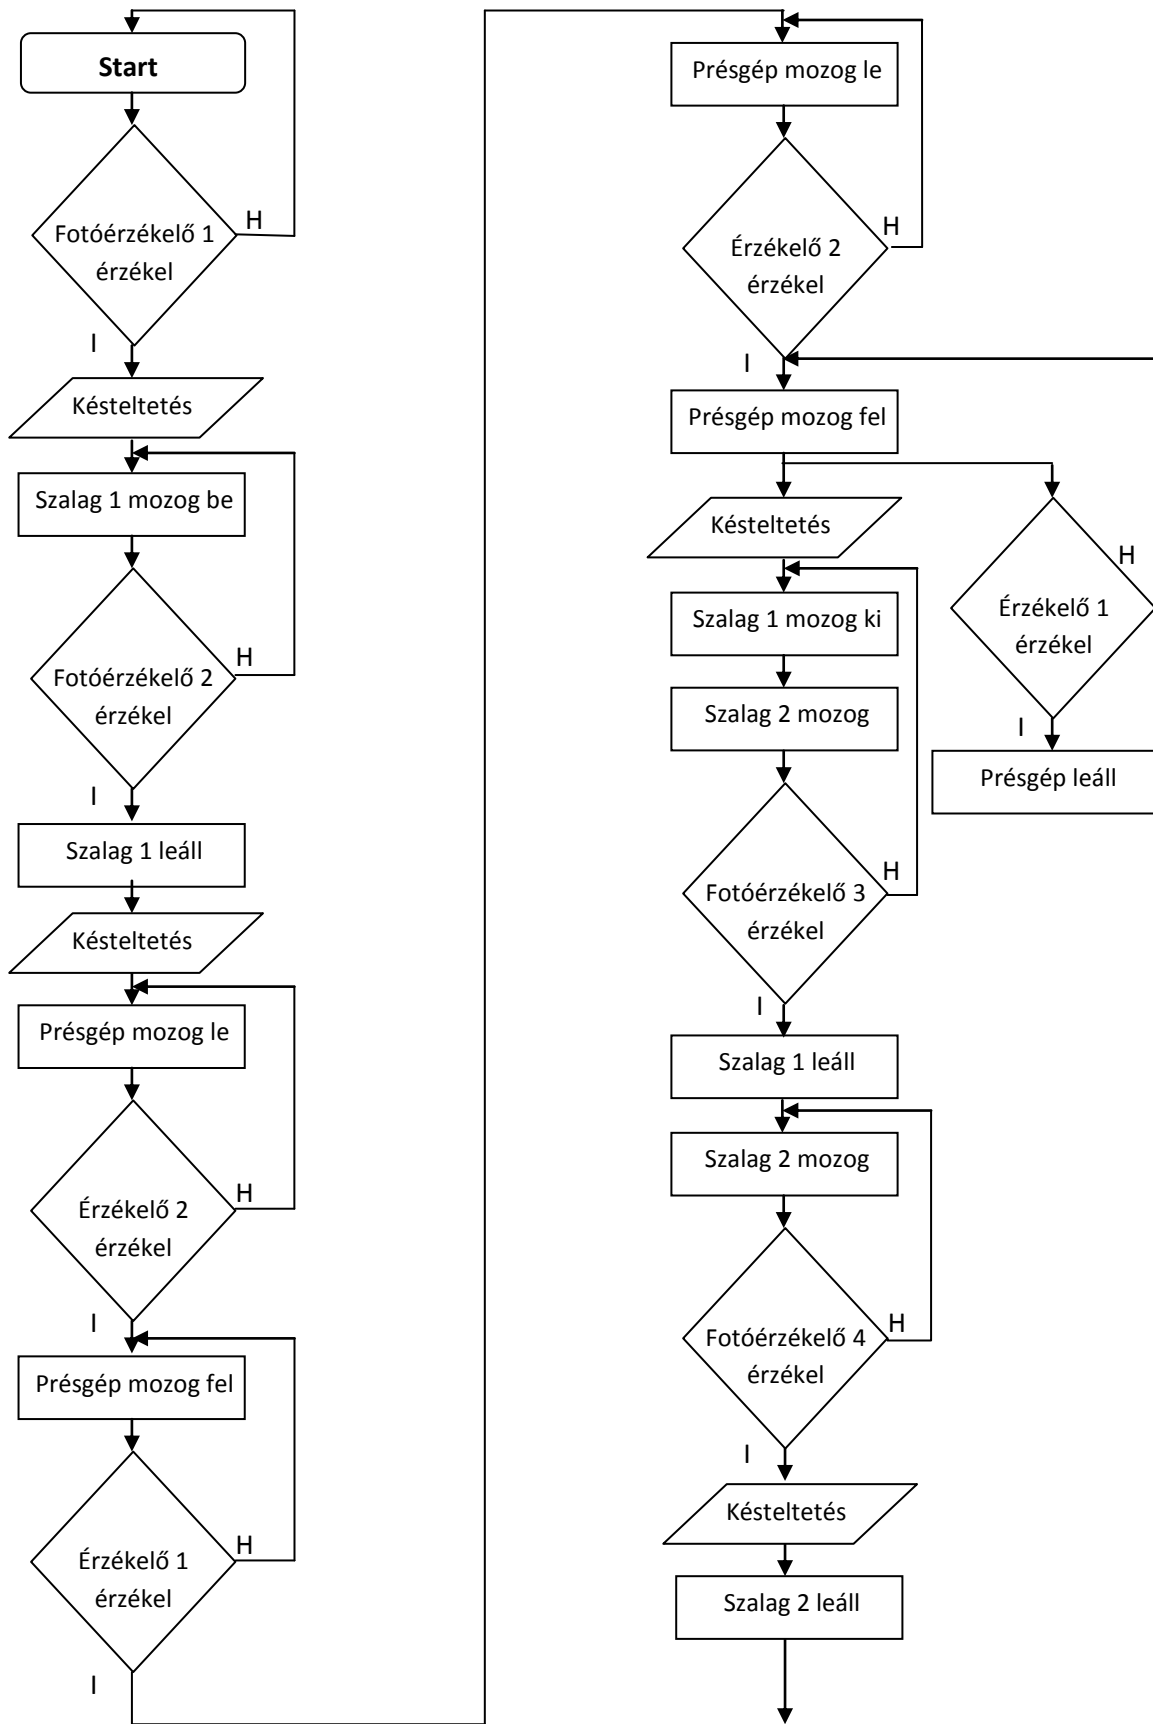 Start
Fotóérzékelő 1
érzékel
H
I
Késteltetés
Szalag 1 mozog be
Fotóérzékelő 2
érzékel
H
I
Szalag 1 leáll
Késteltetés
Présgép mozog le
Érzékelő 2
érzékel
H
I
Présgép mozog fel
Érzékelő 1
érzékel
H
I
Présgép mozog le
Érzékelő 2
érzékel
H
I
Présgép mozog fel
Késteltetés
Érzékelő 1
érzékel
H
I
Présgép leáll
Szalag 1 mozog ki
Szalag 2 mozog
Fotóérzékelő 3
érzékel
H
I
Szalag 1 leáll
Szalag 2 mozog
Fotóérzékelő 4
érzékel
H
I
Késteltetés
Szalag 2 leáll